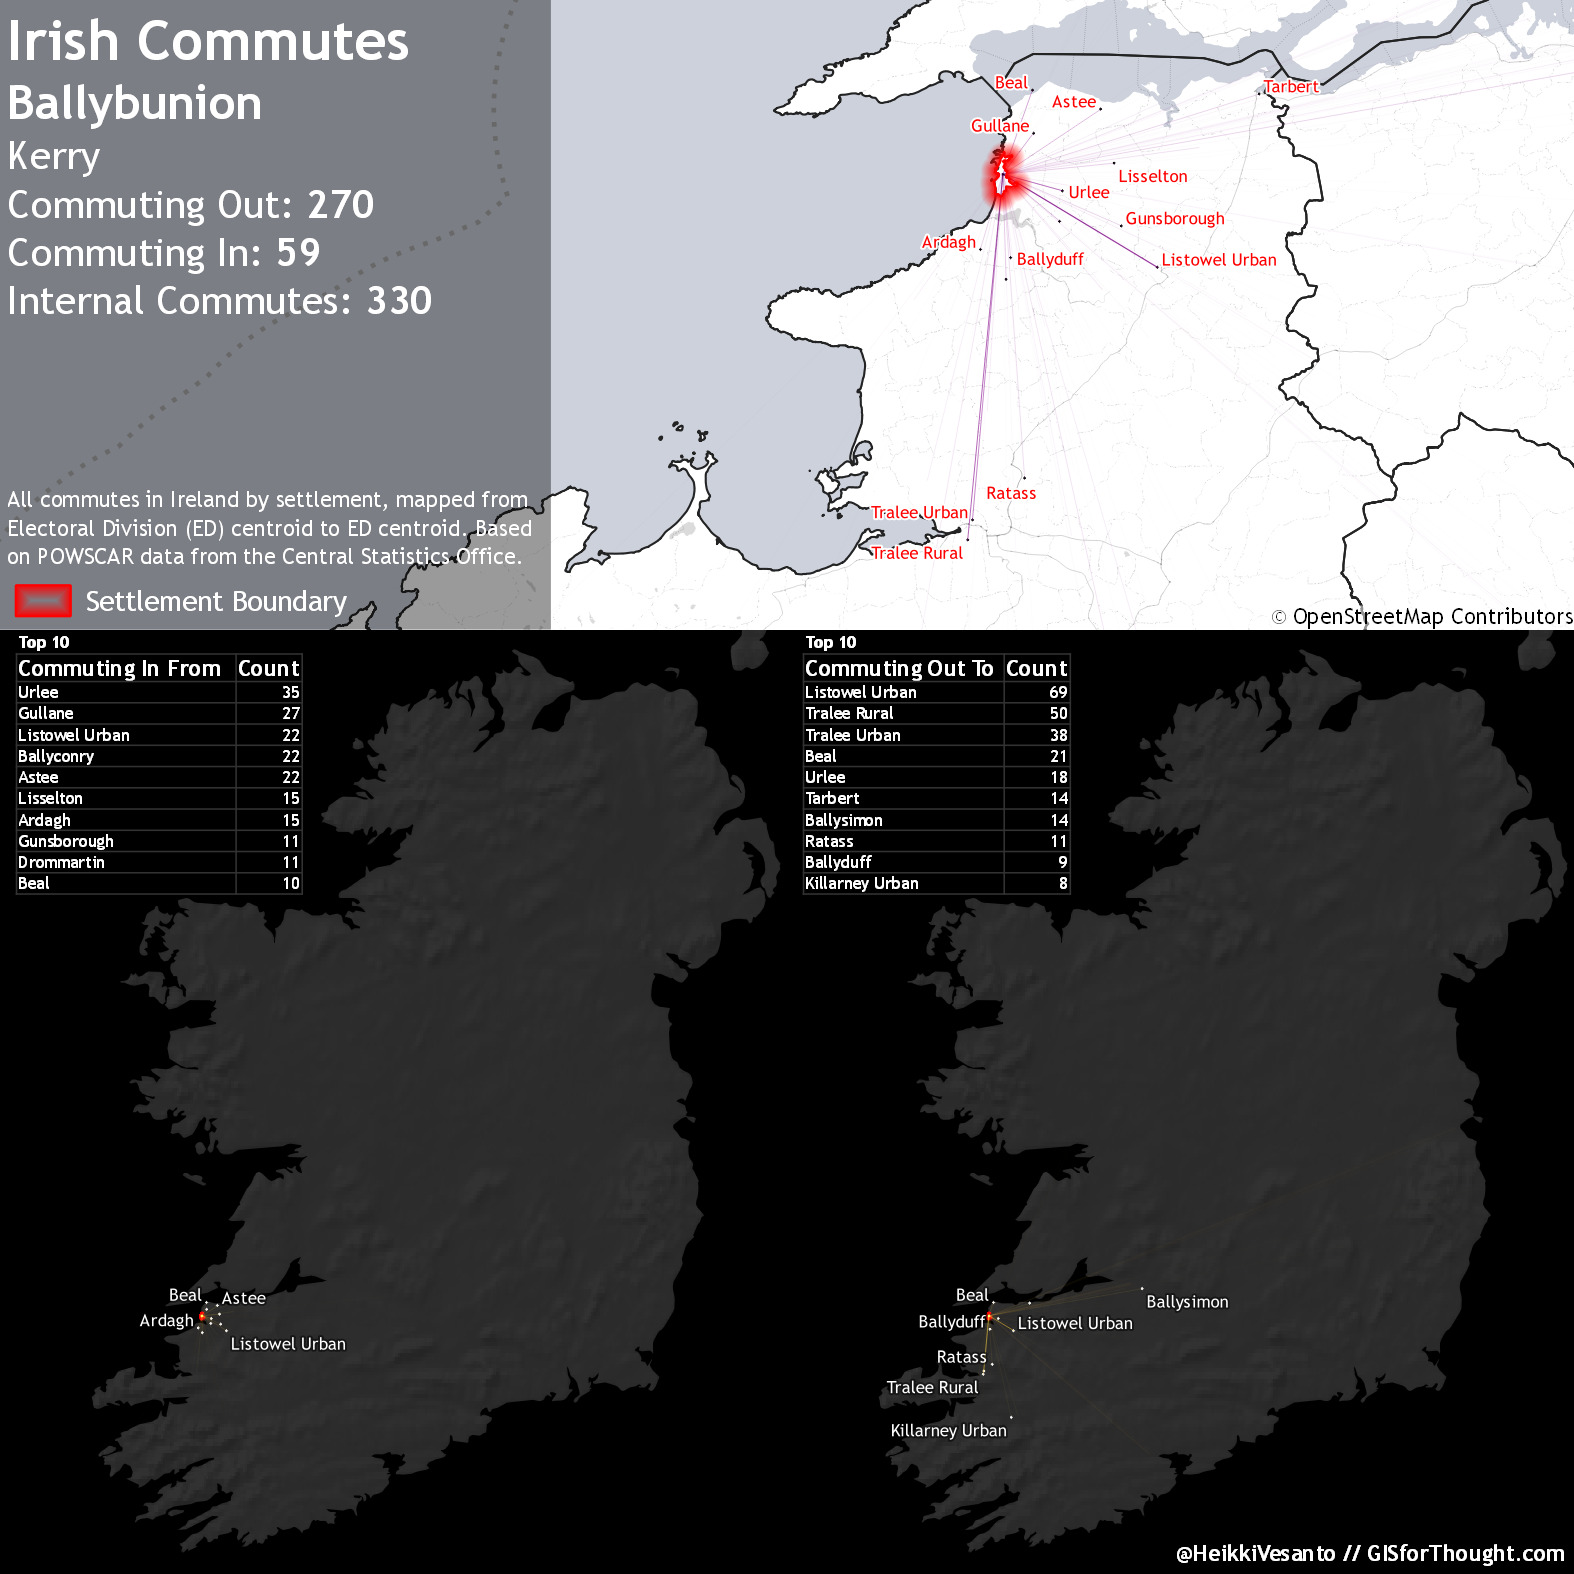 Irish Commutes
Ballybunion
Kerry
Commuting Out: 270
Commuting In: 59
Internal Commutes: 330
All commutes in Ireland by settlement, mapped from
Electoral Division (ED) centroid to ED centroid. Based
on POWSCAR data from the Central Statistics Office.
Settlement Boundary
Beal
Tarbert
Astee
Gullane
Lisselton
Urlee
Gunsborough
Ardagh
Ballyduff
Listowel Urban
Ratass
Tralee Urban
Tralee Rural
© OpenStreetMap Contributors
Top 10
Commuting In From Count
Urlee 35
Gullane 27
Listowel Urban 22
Ballyconry 22
Astee 22
Lisselton 15
Ardagh 15
Gunsborough 11
Drommartin 11
Beal 10
Beal
Astee
Ardagh
Listowel Urban
Top 10
Commuting Out To Count
Listowel Urban 69
Tralee Rural 50
Tralee Urban 38
Beal 21
Urlee 18
Tarbert 14
Ballysimon 14
Ratass 11
Ballyduff 9
Killarney Urban 8
Beal
Ballysimon
Ballyduff
Listowel Urban
Ratass
Tralee Rural
Killarney Urban
@HeikkiVesanto // GISforThought.com